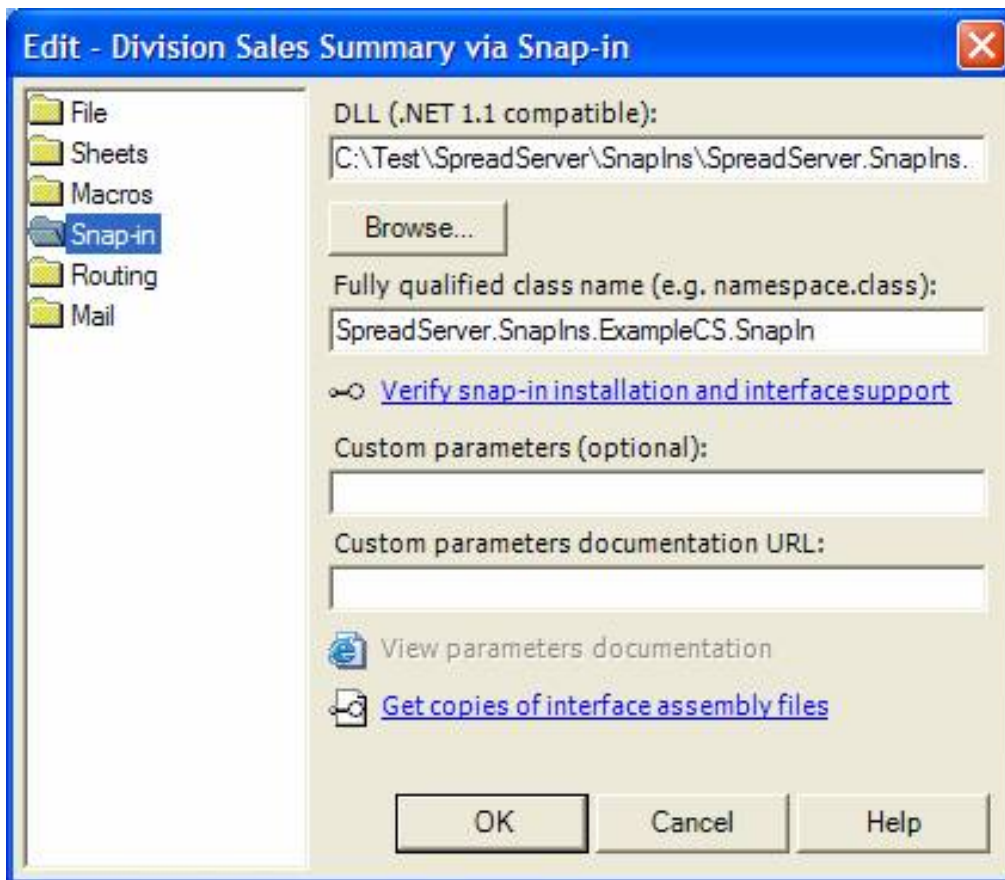 Edit - Division Sales Summary via Snap-in
File
Sheets
Macros
Snap-in
Routing
Mail
DLL (.NET 1.1 compatible):
C:\Test\SpreadServer\SnapIns\SpreadServer.SnapIns.
Browse...
Fully qualified class name (e.g. namespace.class):
SpreadServer.SnapIns.ExampleCS.SnapIn
Verify snap-in installation and interface support
Custom parameters (optional):
Custom parameters documentation URL:
View parameters documentation
Get copies of interface assembly files
OK
Cancel
Help